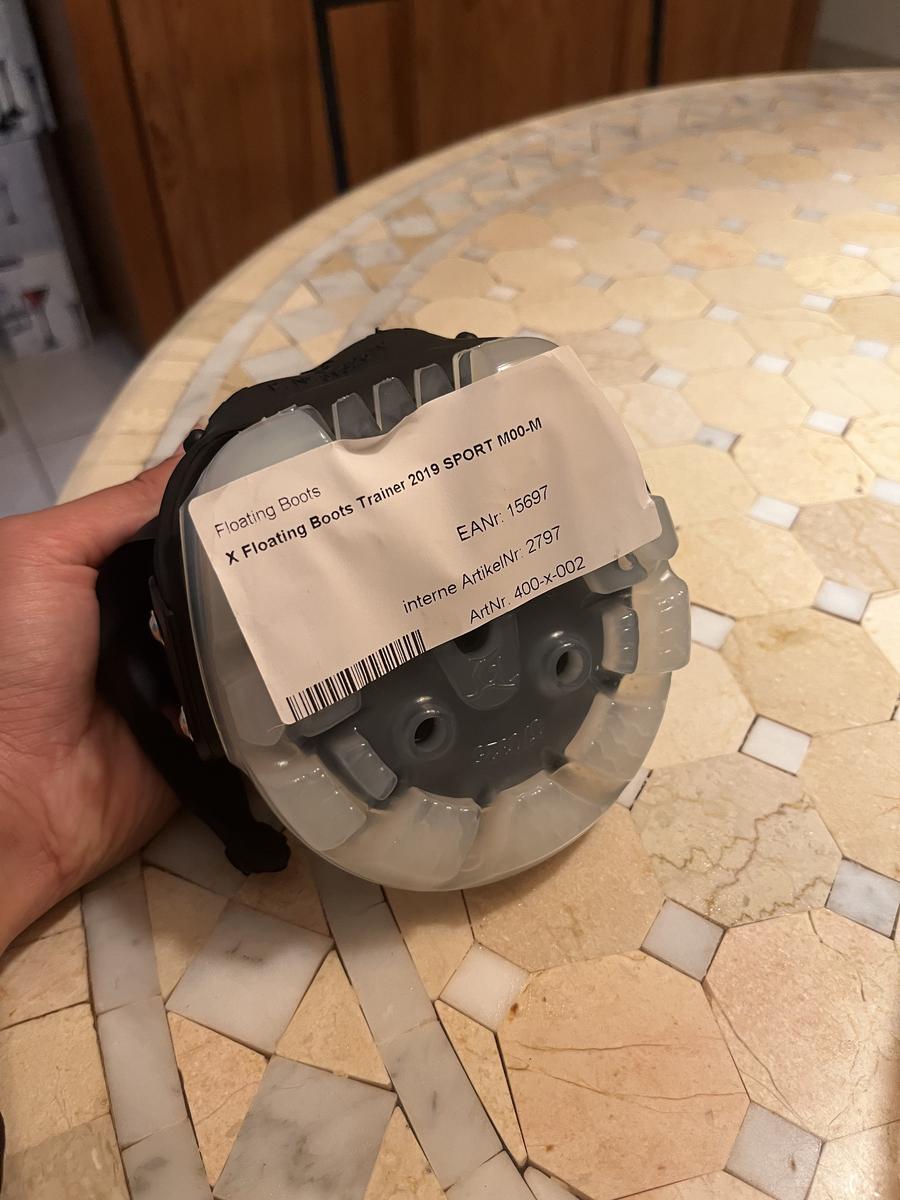 Floating Boots
X Floating Boots Trainer 2019 SPORT M00-M
EANr: 15697
interne ArtikelNr: 2797
ArtNr. 400-x-002